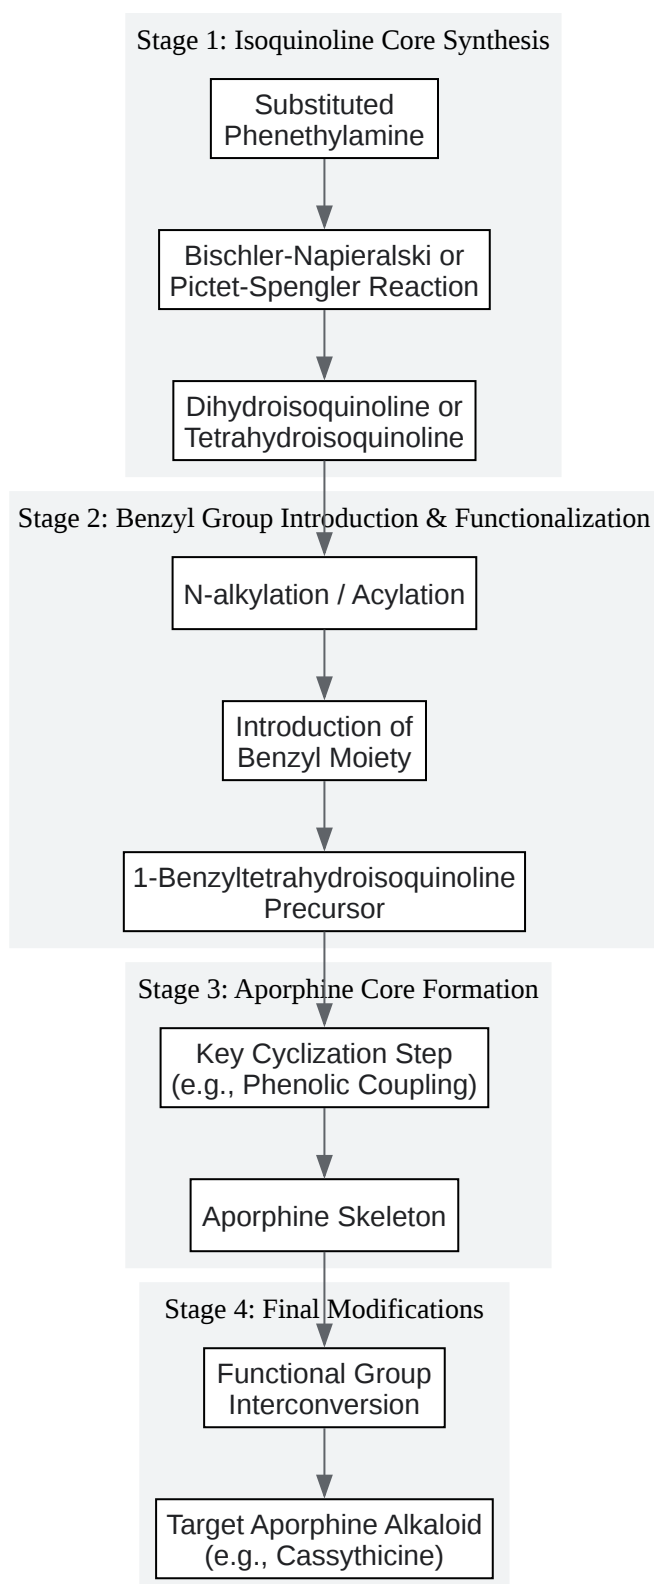 Stage 1: Isoquinoline Core Synthesis
Substituted
Phenethylamine
Bischler-Napieralski or
Pictet-Spengler Reaction
Dihydroisoquinoline or
Tetrahydroisoquinoline
Stage 2: Benzyl Group Introduction & Functionalization
N-alkylation / Acylation
Introduction of
Benzyl Moiety
1-Benzyltetrahydroisoquinoline
Precursor
Stage 3: Aporphine Core Formation
Key Cyclization Step
(e.g., Phenolic Coupling)
Aporphine Skeleton
Stage 4: Final Modifications
Functional Group
Interconversion
Target Aporphine Alkaloid
(e.g., Cassythicine)